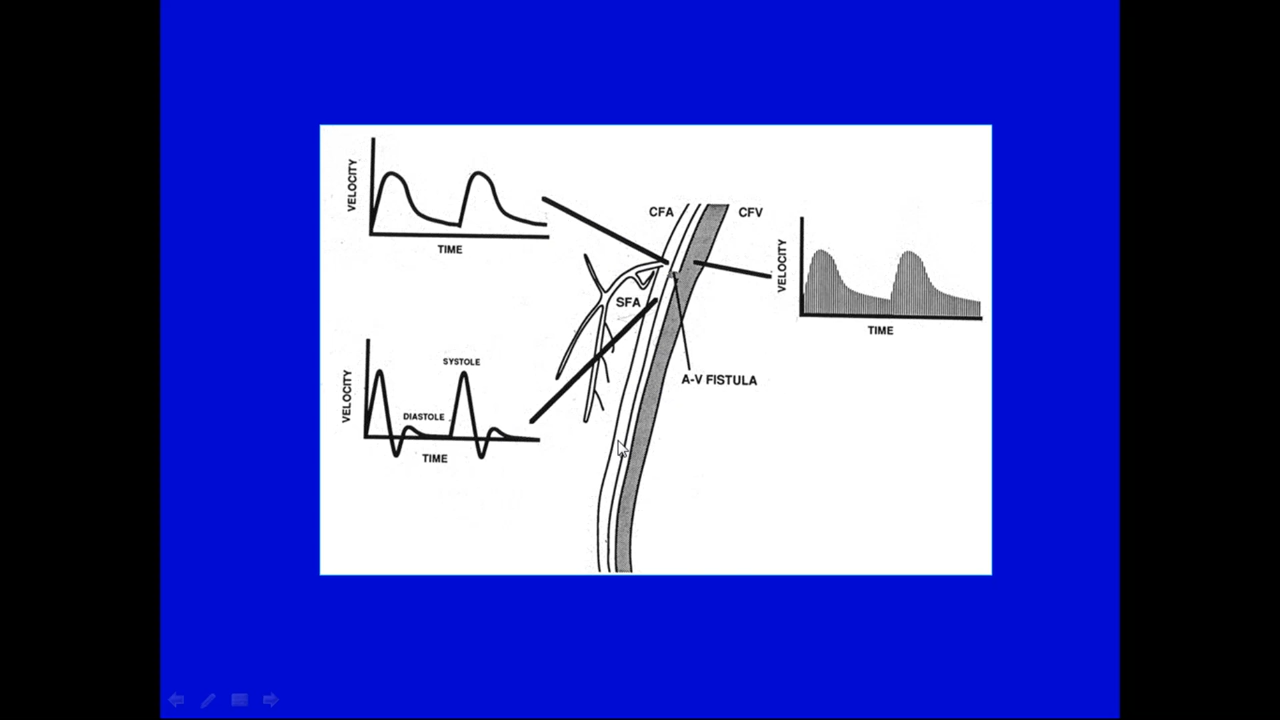 VELOCITY
TIME
CFA
CFV
VELOCITY
TIME
SFA
A-V FISTULA
VELOCITY
SYSTOLE
DIASTOLE
TIME